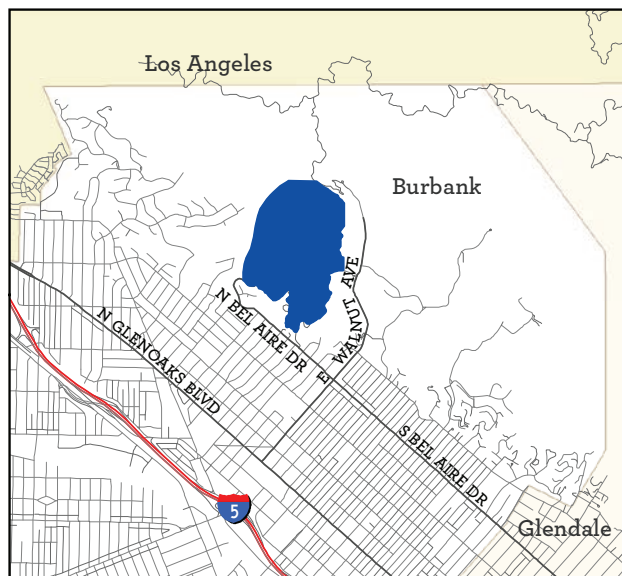 Los Angeles
Burbank
E WALNUT AVE
N BEL AIRE DR
N GLENOAKS BLVD
S BEL AIRE DR
5
Glendale